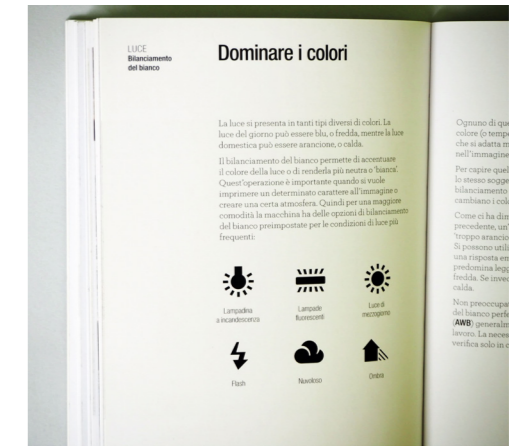 LUCE
Bilanciamento
del bianco
Dominare i colori
La luce si presenta in tanti tipi diversi di colori. La
luce del giorno può essere blu, o fredda, mentre la luce
domestica può essere arancione, o calda.
Il bilanciamento del bianco permette di accentuare
il colore della luce o di renderla più neutra o 'bianca'.
Quest'operazione è importante quando si vuole
imprimere un determinato carattere all'immagine o
creare una certa atmosfera. Quindi per una maggiore
comodità la macchina ha delle opzioni di bilanciamento
del bianco preimpostate per le condizioni di luce più
frequenti:
Lampadina
a incandescenza
Lampade
fluorescenti
Luce di
mezzogiorno
Flash
Nuvoloso
Ombra
Ognuno di que
colore (o tempe
che si adatta m
nell'immagine
Per capire quel
lo stesso sogge
bilanciamento
cambiano i colo
Come ci ha din
precedente, un'
'troppo arancio
Si possono utili
una risposta em
predomina legg
fredda. Se invec
calda.
Non preoccupat
del bianco perfe
(AWB) generalm
lavoro. La neces
verifica solo in c